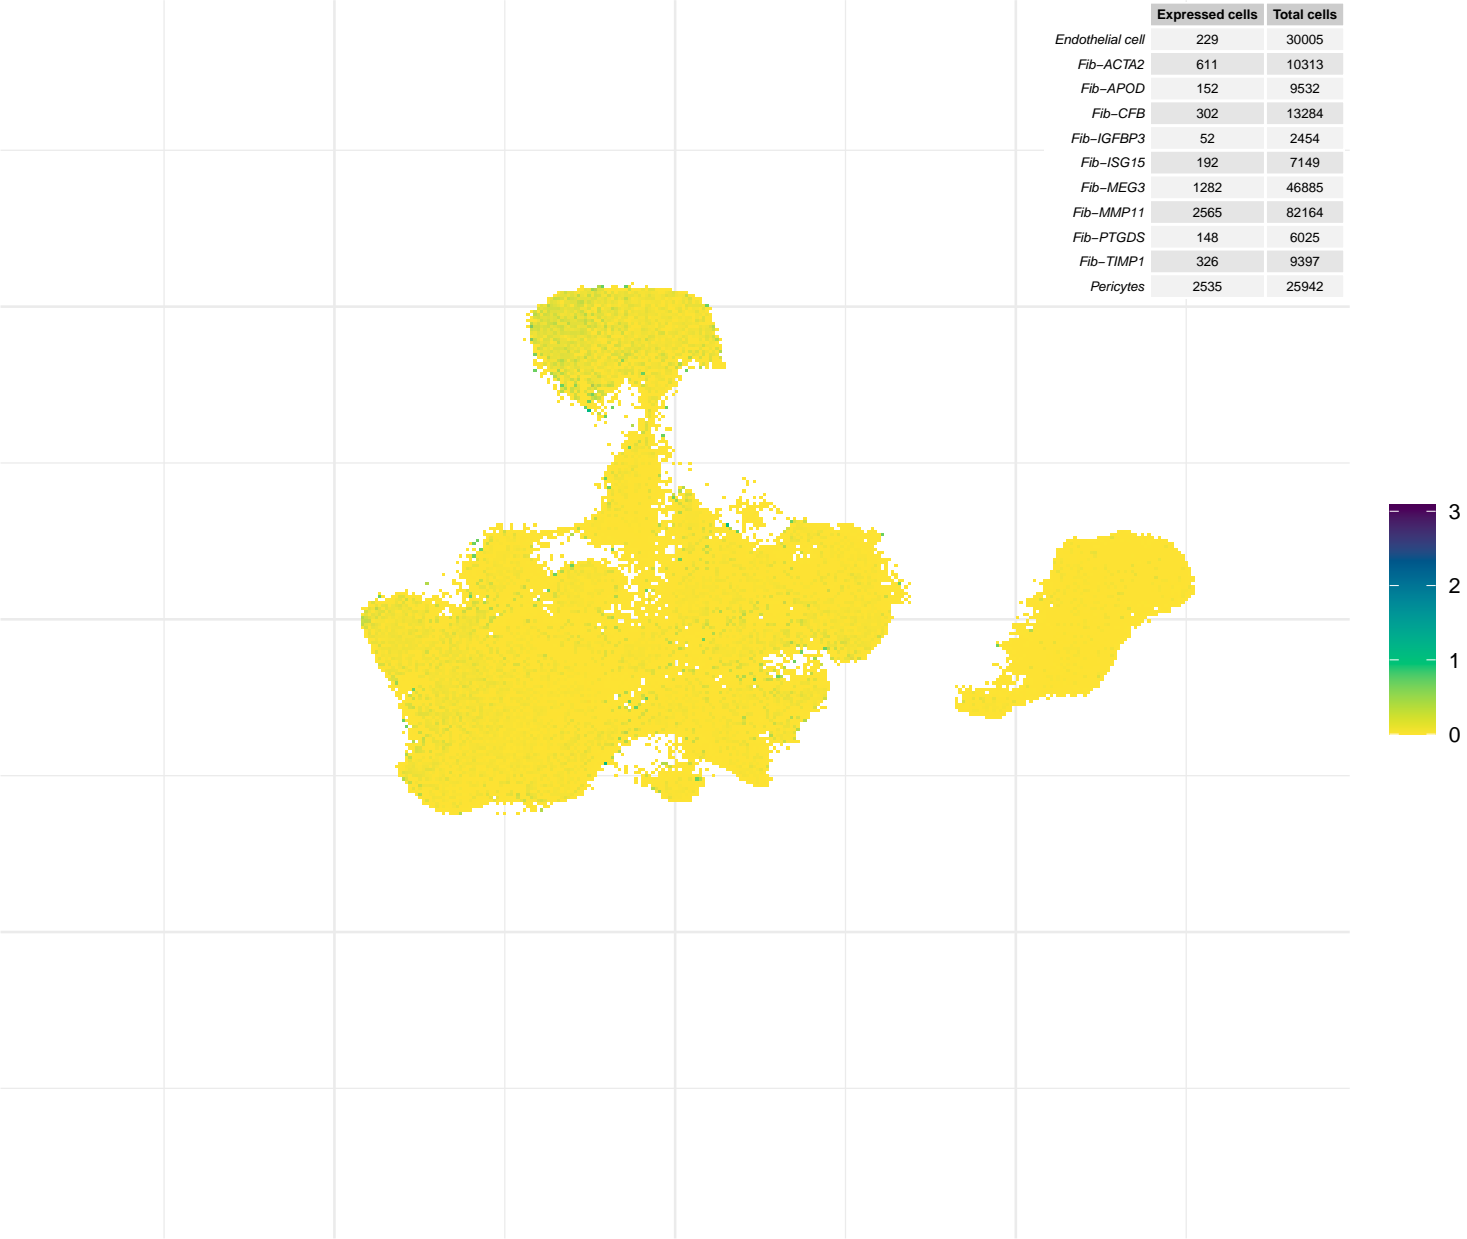 Expressed cells Total cells
Endothelial cell 229 30005
Fib−ACTA2 611 10313
Fib−APOD 152 9532
Fib−CFB 302 13284
Fib−IGFBP3 52 2454
Fib−ISG15 192 7149
Fib−MEG3 1282 46885
Fib−MMP11 2565 82164
Fib−PTGDS 148 6025
Fib−TIMP1 326 9397
Pericytes 2535 25942
3
2
1
0